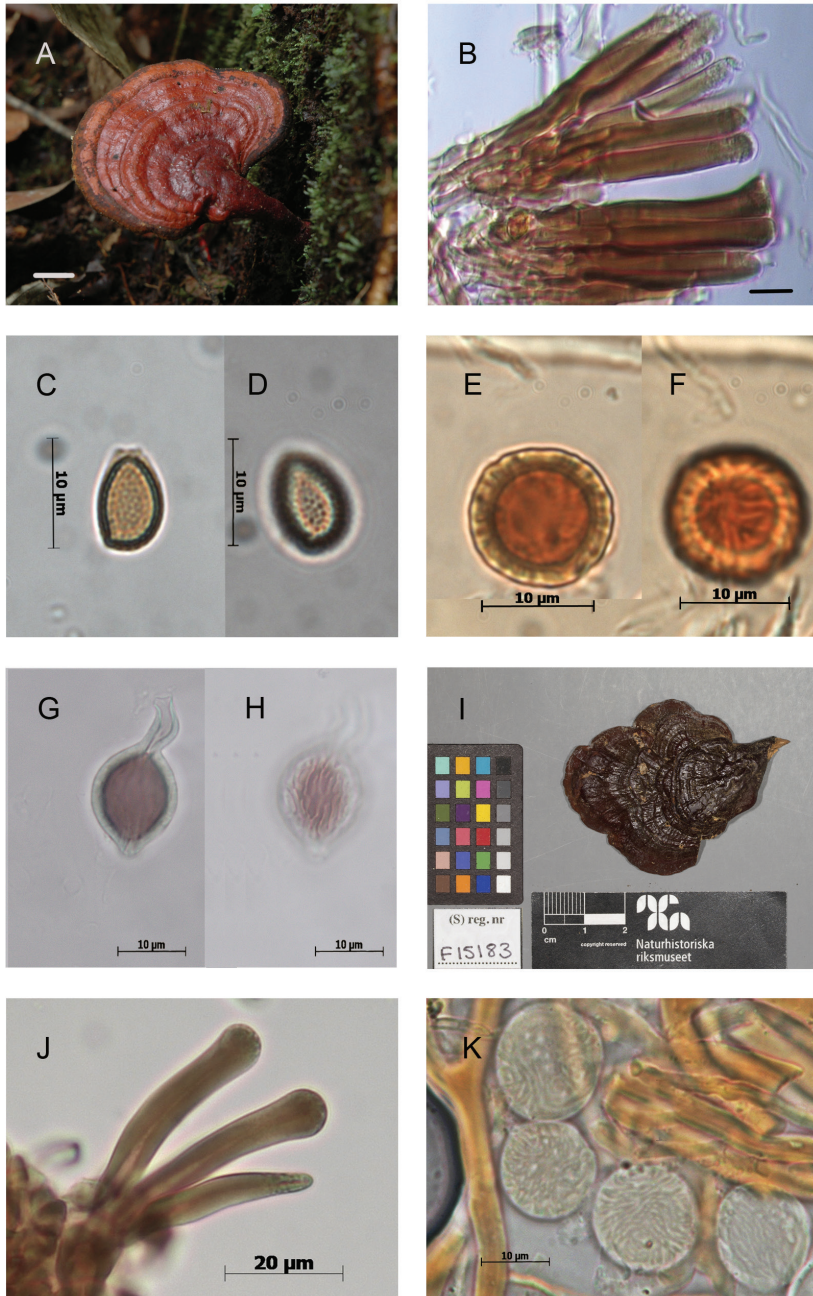 A
B
C
10 µm
D
10 µm
E
10 µm
F
10 µm
G
10 µm
H
10 µm
I
(S) reg. nr
F15183
0 1 2
cm
copyright reserved
Naturhistoriska
riksmuseet
J
20 µm
K
10 µm